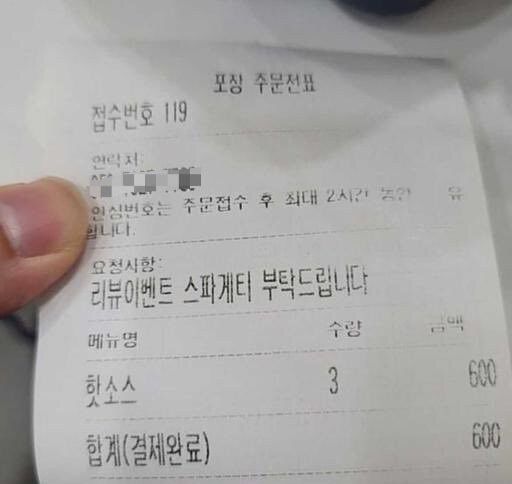 포장 주문전표
접수번호 119
연락처:
안심번호는 주문접수 후 최대 2시간 동안 유
됩니다.
요청사항:
리뷰이벤트 스파게티 부탁드립니다
메뉴명 수량 금액
핫소스 3 600
합계(결제완료) 600